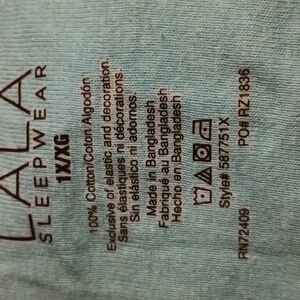 LALA
SLEEPWEAR
1X/XG
100% Cotton/Coton/Algodón
Exclusive of elastic and decoration.
Sans élastiques ni décorations.
Sin elástico ni adornos.
Made in Bangladesh
Fabriqué au Bangladesh
Hecho en Bangladesh
Style# 587751X
RN72409 PO# RZ1836